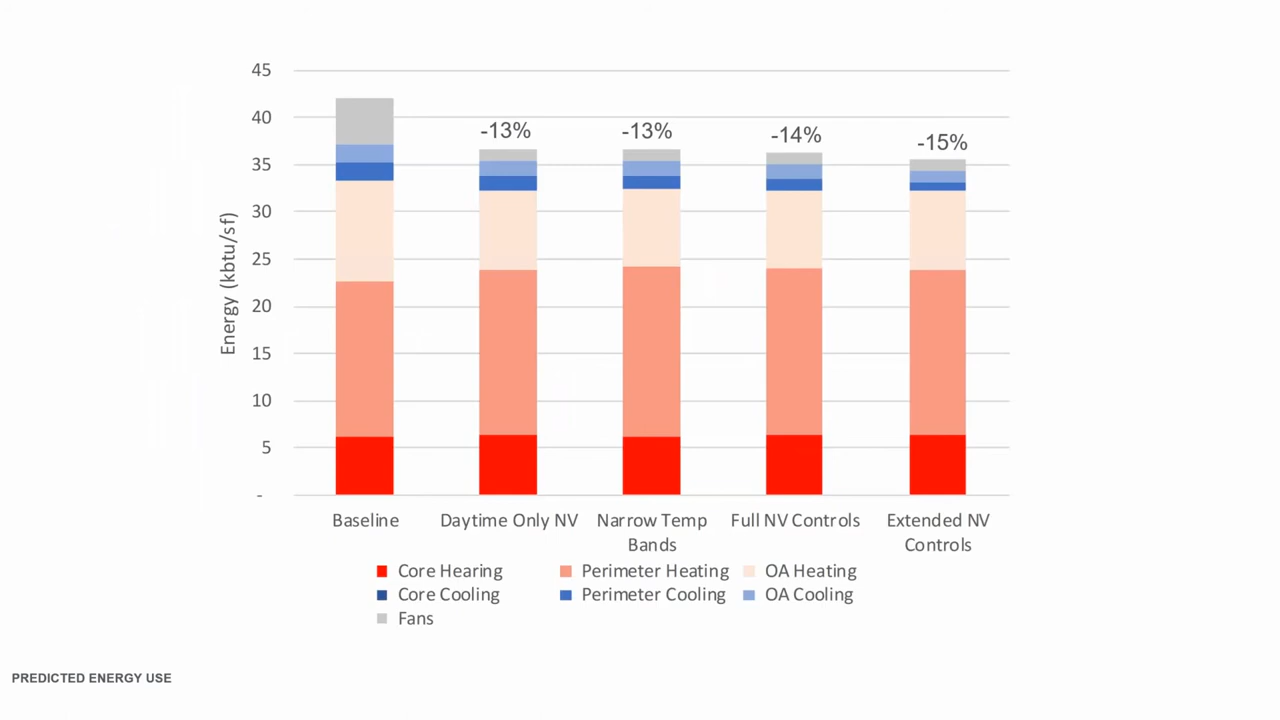 45
40
35
30
25
20
15
10
5
-
Energy (kbtu/sf)
-13%
-13%
-14%
-15%
Baseline
Daytime Only NV
Narrow Temp
Bands
Full NV Controls
Extended NV
Controls
Core Hearing
Perimeter Heating
OA Heating
Core Cooling
Perimeter Cooling
OA Cooling
Fans
PREDICTED ENERGY USE